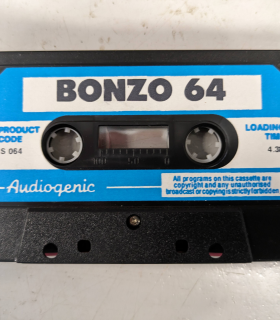 BONZO 64
PRODUCT
CODE
S 064
LOADING
TIM
4.3
Audiogenic
All programs on this cassette are
copyright and any unauthorised
broadcast or copying is strictly forbidden